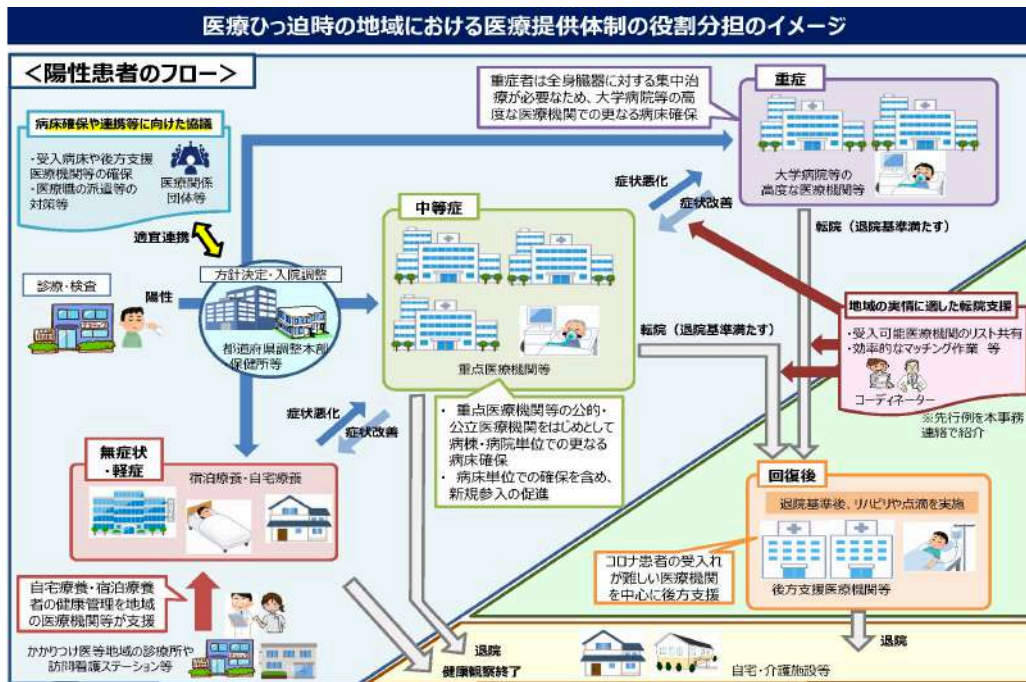 医療ひっ迫時の地域における医療提供体制の役割分担のイメージ
＜陽性患者のフロー＞
病床確保や連携等に向けた協議
・受入病床や後方支援
医療機関等の確保
・医療職の派遣等の
対策等
医療関係
団体等
適宜連携
診療・検査
陽性
方針決定・入院調整
都道府県調整本部
保健所等
重症者は全身臓器に対する集中治
療が必要なため、大学病院等の高
度な医療機関での更なる病床確保
重症
大学病院等の
高度な医療機関等
症状悪化
症状改善
中等症
重点医療機関等
転院（退院基準満たす）
転院（退院基準満たす）
地域の実情に適した転院支援
・受入可能医療機関のリスト共有
・効率的なマッチング作業 等
コーディネーター
※先行例を本事務
連絡で紹介
症状悪化
症状改善
・ 重点医療機関等の公的・
公立医療機関をはじめとして
病棟・病院単位での更なる
病床確保
・ 病床単位での確保を含め、
新規参入の促進
無症状
・軽症
宿泊療養・自宅療養
自宅療養・宿泊療養
者の健康管理を地域
の医療機関等が支援
かかりつけ医等地域の診療所や
訪問看護ステーション等
回復後
退院基準後、リハビリや点滴を実施
後方支援医療機関等
コロナ患者の受入れ
が難しい医療機関
を中心に後方支援
退院
退院
健康観察終了
自宅・介護施設等